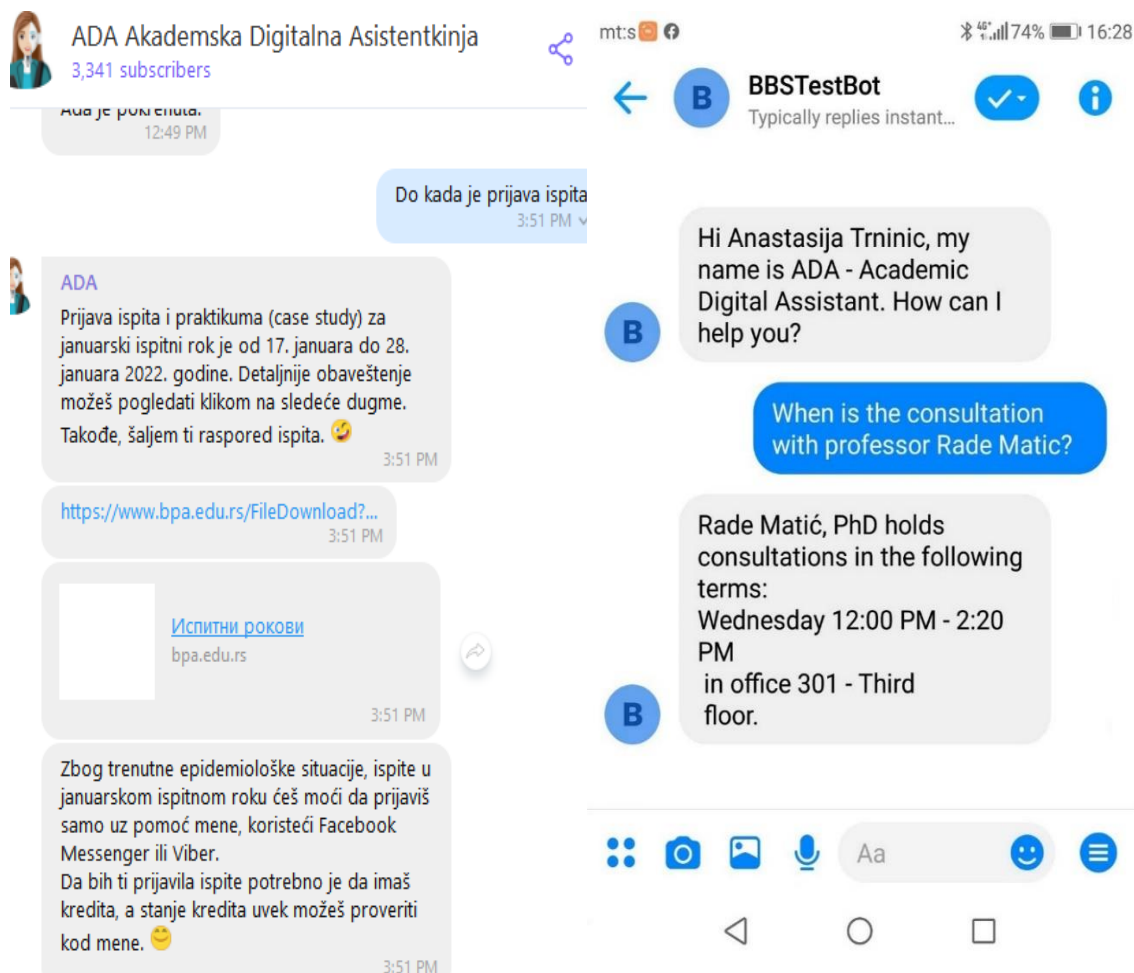 ADA Akademska Digitalna Asistentkinja
3,341 subscribers
Ada je pokrenuta.
12:49 PM
Do kada je prijava ispita
3:51 PM
ADA
Prijava ispita i praktikuma (case study) za
januarski ispitni rok je od 17. januara do 28.
januara 2022. godine. Detaljnije obaveštenje
možeš pogledati klikom na sledeće dugme.
Takođe, šaljem ti raspored ispita. 🤪
3:51 PM
https://www.bpa.edu.rs/FileDownload?...
3:51 PM
Испитни рокови
bpa.edu.rs
3:51 PM
Zbog trenutne epidemiološke situacije, ispite u
januarskom ispitnom roku ćeš moći da prijaviš
samo uz pomoć mene, koristeći Facebook
Messenger ili Viber.
Da bih ti prijavila ispite potrebno je da imaš
kredita, a stanje kredita uvek možeš proveriti
kod mene. 😊
3:51 PM
mt:s 74% 16:28
B
BBSTestBot
Typically replies instant...
Hi Anastasija Trninic, my
name is ADA - Academic
Digital Assistant. How can I
help you?
B
When is the consultation
with professor Rade Matic?
Rade Matić, PhD holds
consultations in the following
terms:
Wednesday 12:00 PM - 2:20
PM
in office 301 - Third
floor.
B
Aa